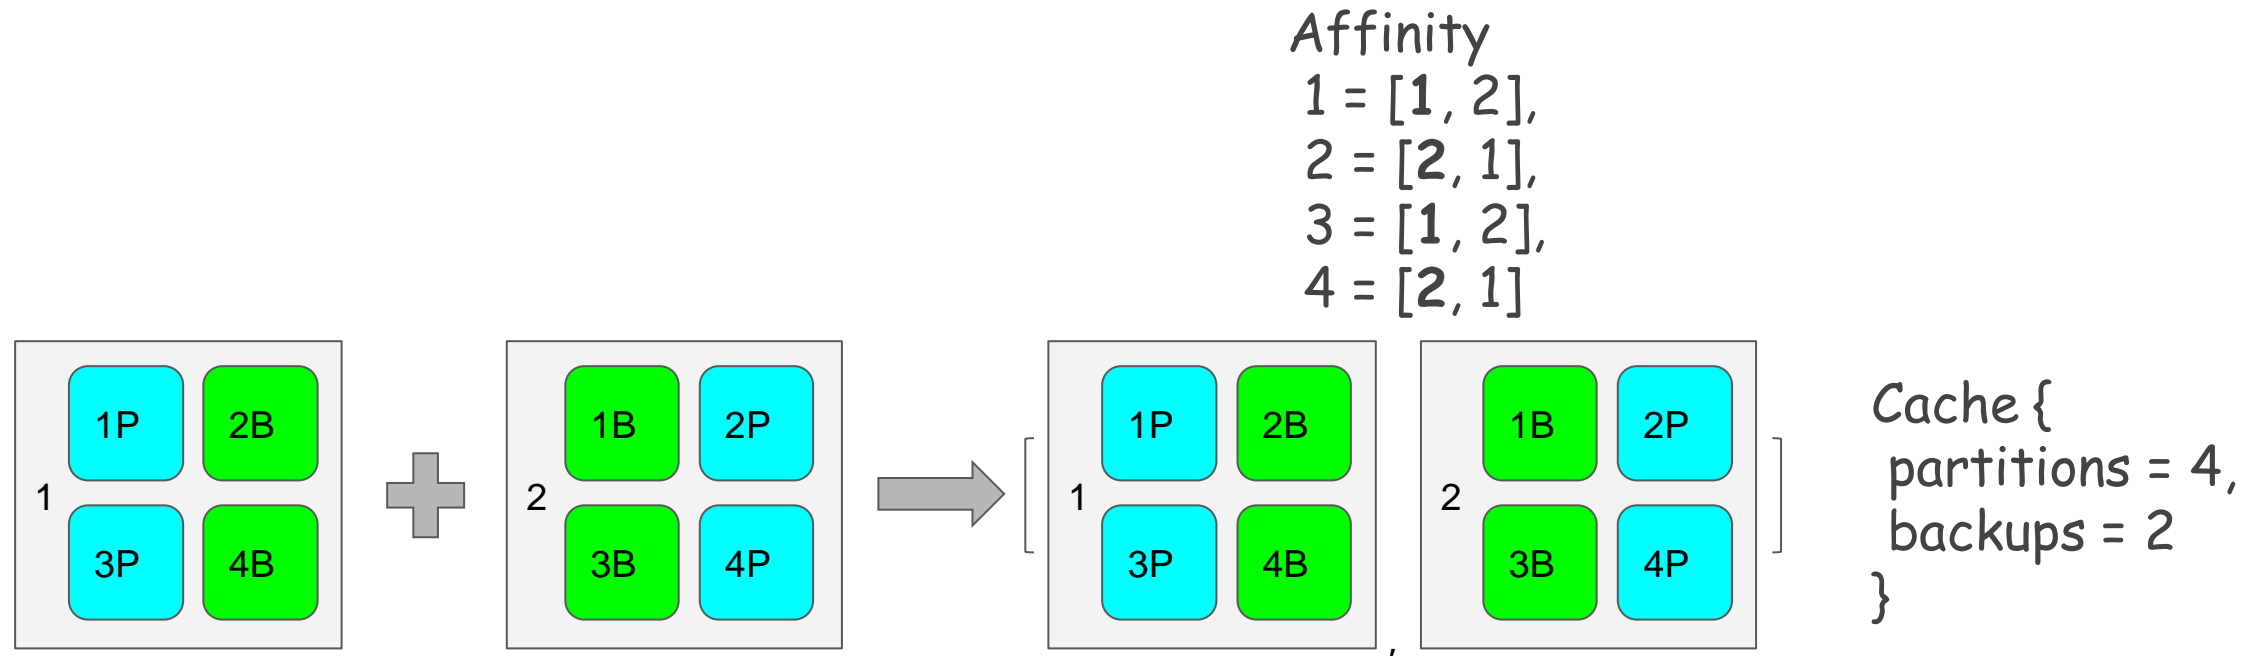 Affinity
1 = [1, 2],
2 = [2, 1],
3 = [1, 2],
4 = [2, 1]
1P 2B
1
3P 4B
1B 2P
2
3B 4P
1P 2B
1
3P 4B
,
1B 2P
2
3B 4P
Cache {
partitions = 4,
backups = 2
}